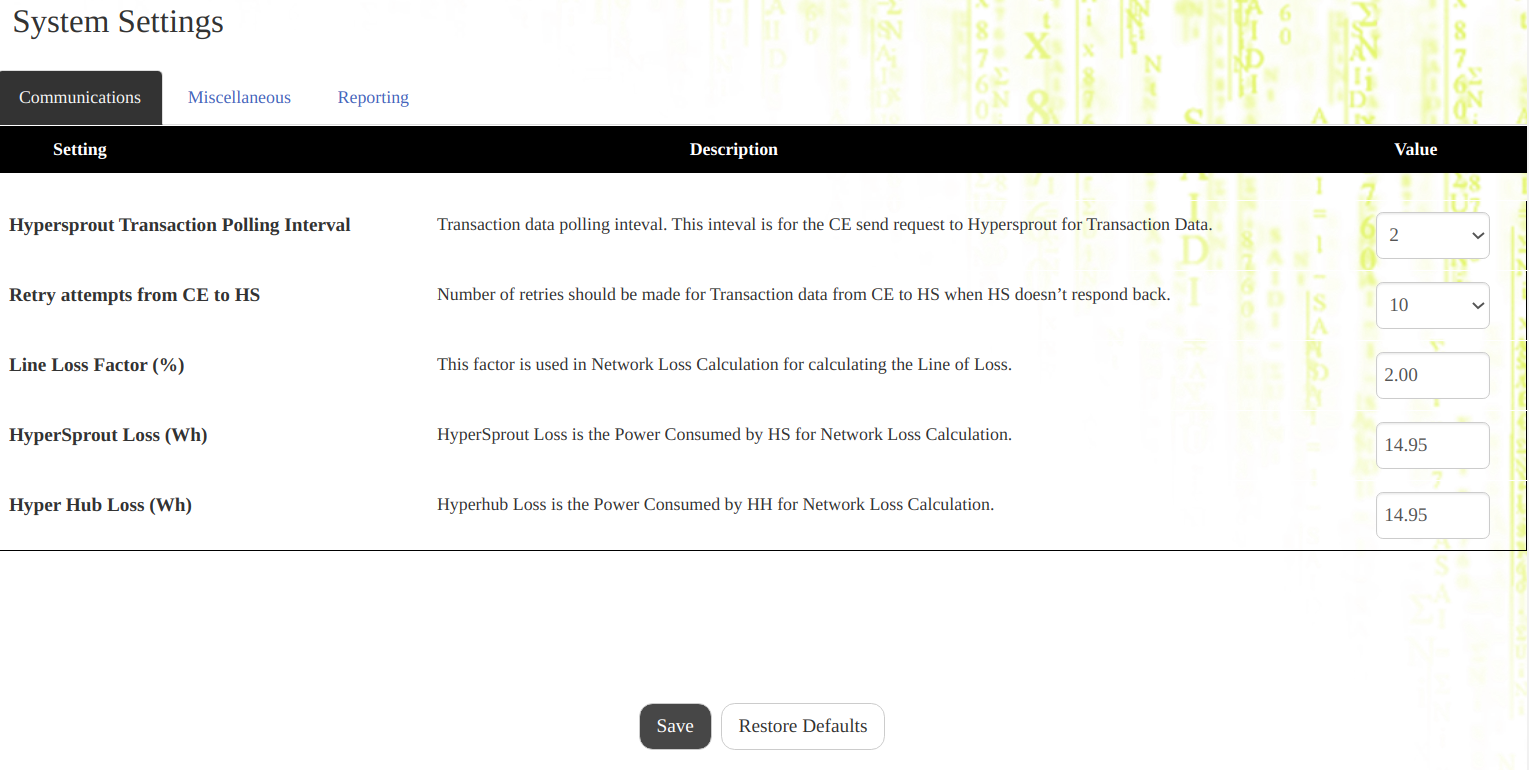 System Settings
Communications Miscellaneous Reporting
Setting Description Value
Hypersprout Transaction Polling Interval Transaction data polling inteval. This inteval is for the CE send request to Hypersprout for Transaction Data. 2
Retry attempts from CE to HS Number of retries should be made for Transaction data from CE to HS when HS doesn’t respond back. 10
Line Loss Factor (%) This factor is used in Network Loss Calculation for calculating the Line of Loss. 2.00
HyperSprout Loss (Wh) HyperSprout Loss is the Power Consumed by HS for Network Loss Calculation. 14.95
Hyper Hub Loss (Wh) Hyperhub Loss is the Power Consumed by HH for Network Loss Calculation. 14.95
Save Restore Defaults